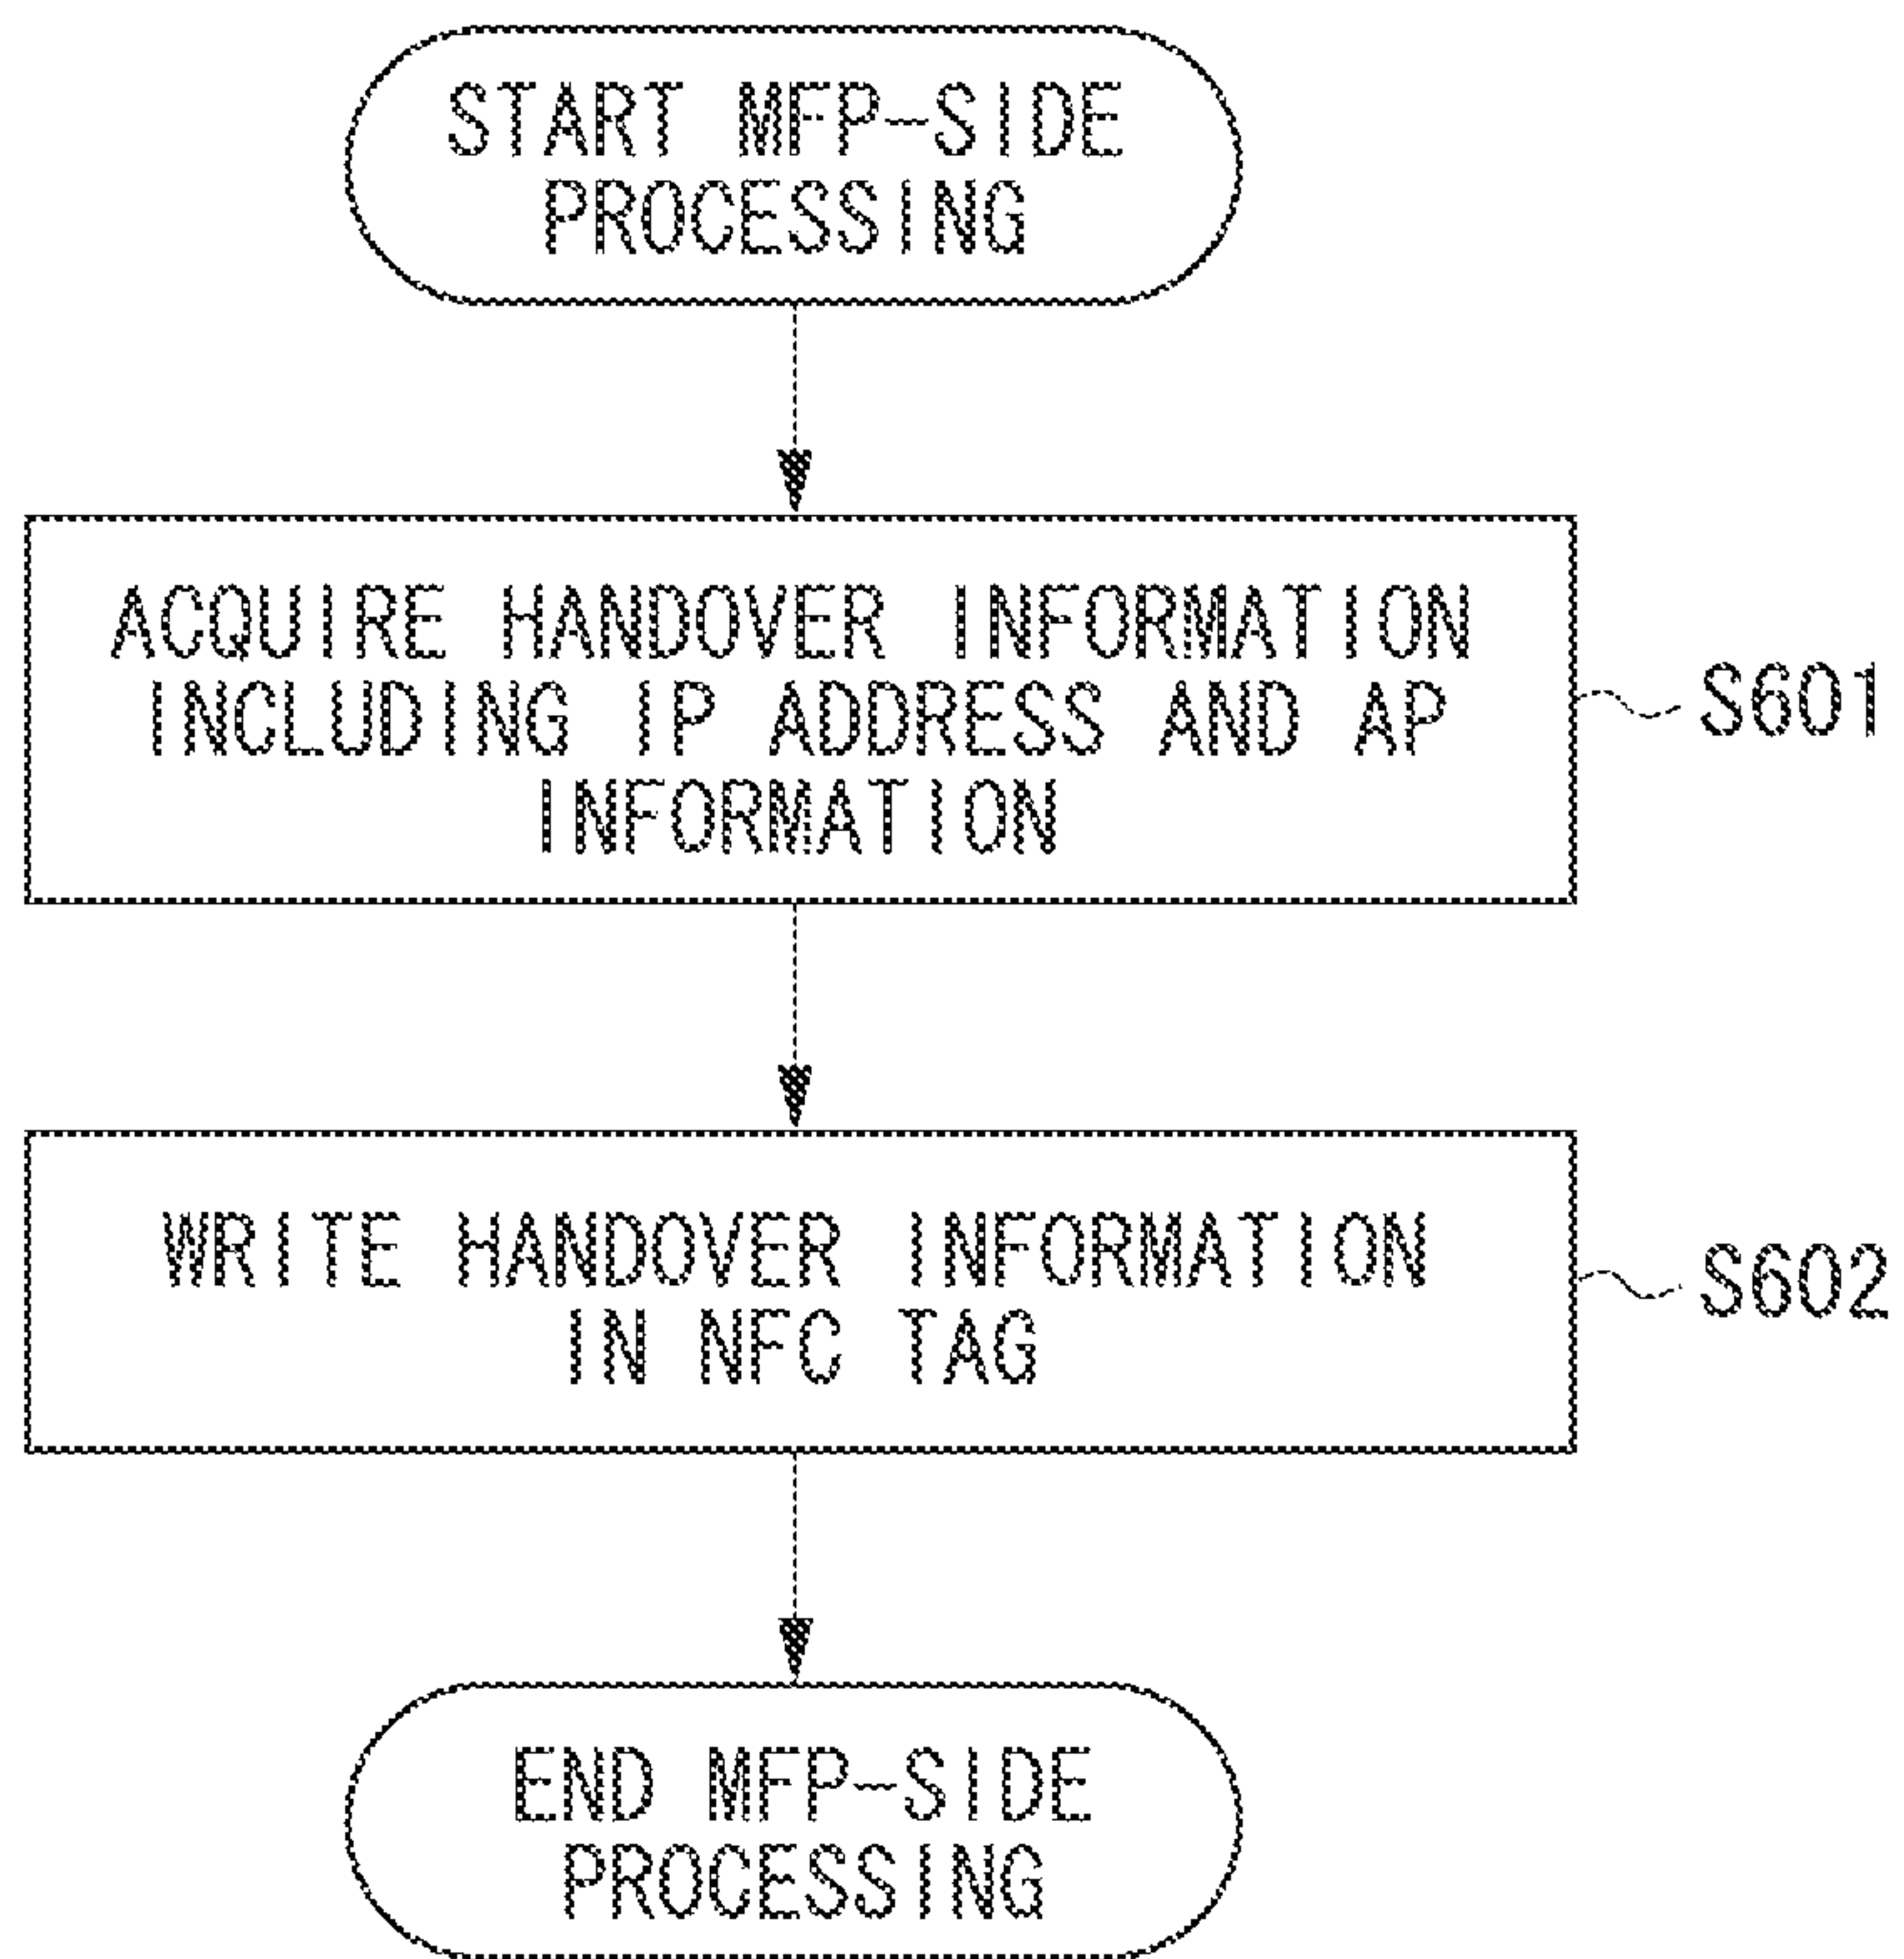 START MFP-SIDE
PROCESSING
ACQUIRE HANDOVER INFORMATION
INCLUDING IP ADDRESS AND AP
INFORMATION
S601
WRITE HANDOVER INFORMATION
IN NFC TAG
S602
END MFP-SIDE
PROCESSING